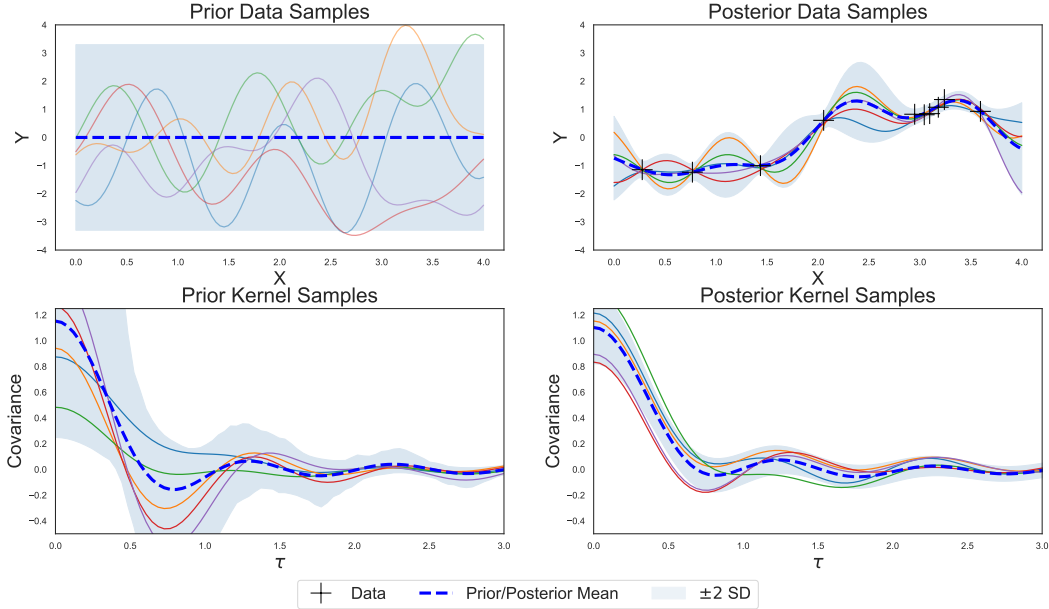 Prior Data Samples
4
3
2
1
0
−1
−2
−3
−4
Y
0.0 0.5 1.0 1.5 2.0 2.5 3.0 3.5 4.0
X
Posterior Data Samples
4
3
2
1
0
−1
−2
−3
−4
Y
0.0 0.5 1.0 1.5 2.0 2.5 3.0 3.5 4.0
X
Prior Kernel Samples
1.2
1.0
0.8
0.6
0.4
0.2
0.0
−0.2
−0.4
Covariance
0.0 0.5 1.0 1.5 2.0 2.5 3.0
τ
Posterior Kernel Samples
1.2
1.0
0.8
0.6
0.4
0.2
0.0
−0.2
−0.4
Covariance
0.0 0.5 1.0 1.5 2.0 2.5 3.0
τ
Data Prior/Posterior Mean ±2 SD